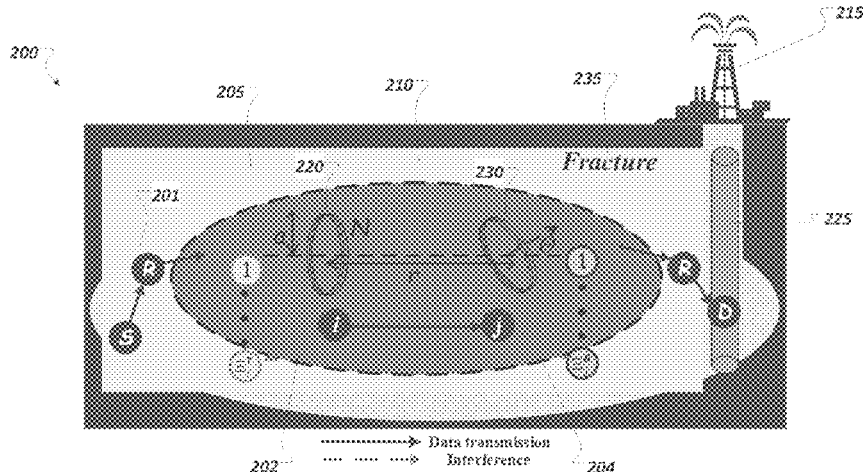 215
200
205
210
235
Fracture
220
230
201
a
N
225
R
1
1
R
r
S
i
j
D
Data transmission
Interference
202
204